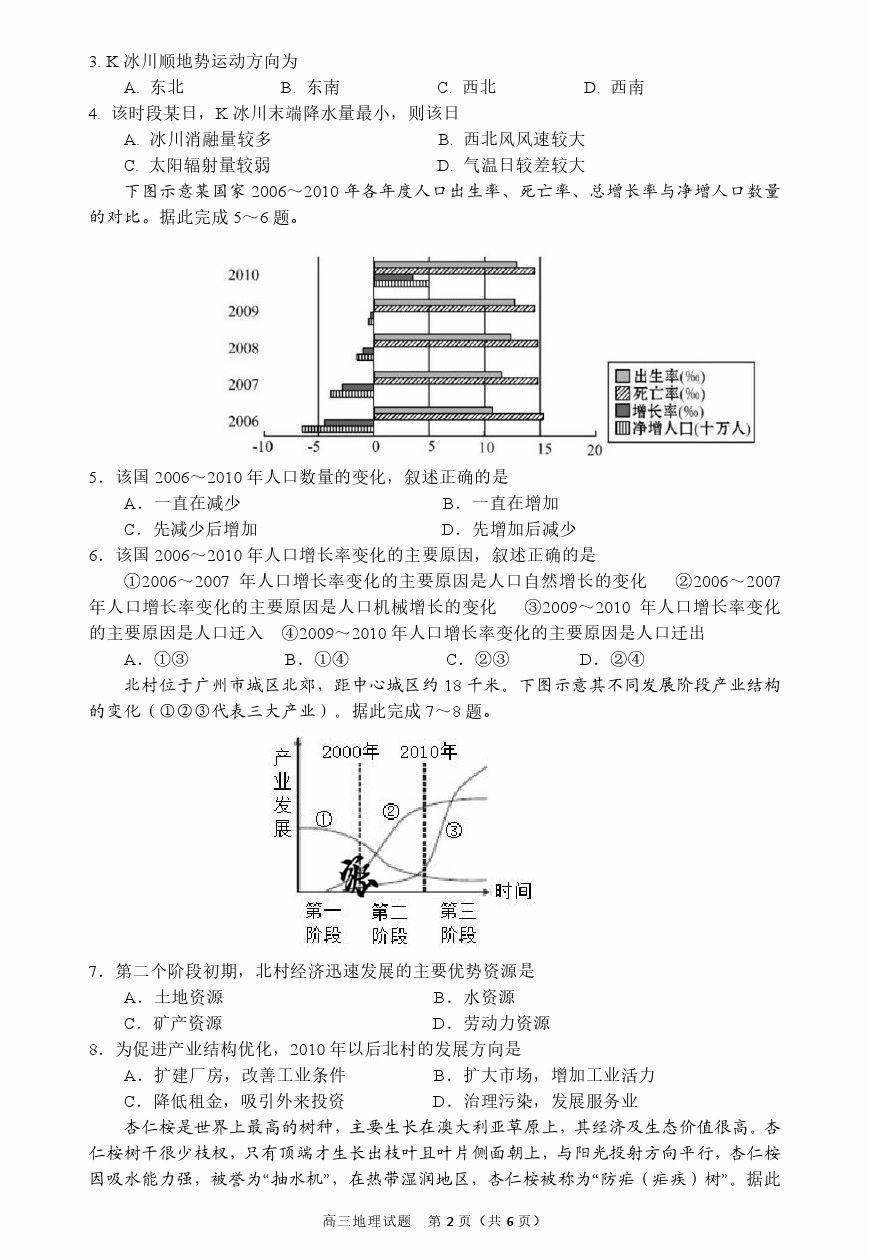 3. K 冰川顺地势运动方向为
A. 东北 B. 东南 C. 西北 D. 西南
4. 该时段某日，K 冰川末端降水量最小，则该日
A. 冰川消融量较多 B. 西北风风速较大
C. 太阳辐射量较弱 D. 气温日较差较大
下图示意某国家 2006～2010 年各年度人口出生率、死亡率、总增长率与净增人口数量
的对比。据此完成 5～6 题。
2010
2009
2008
2007
2006
-10 -5 0 5 10 15 20
出生率(‰)
死亡率(‰)
增长率(‰)
净增人口(十万人)
5．该国 2006～2010 年人口数量的变化，叙述正确的是
A．一直在减少 B．一直在增加
C．先减少后增加 D．先增加后减少
6．该国 2006～2010 年人口增长率变化的主要原因，叙述正确的是
①2006～2007 年人口增长率变化的主要原因是人口自然增长的变化 ②2006～2007
年人口增长率变化的主要原因是人口机械增长的变化 ③2009～2010 年人口增长率变化
的主要原因是人口迁入 ④2009～2010 年人口增长率变化的主要原因是人口迁出
A．①③ B．①④ C．②③ D．②④
北村位于广州市城区北郊，距中心城区约 18 千米。下图示意其不同发展阶段产业结构
的变化（①②③代表三大产业）。据此完成 7～8 题。
产业发展
2000年 2010年
①
②
③
时间
第一阶段 第二阶段 第三阶段
7．第二个阶段初期，北村经济迅速发展的主要优势资源是
A．土地资源 B．水资源
C．矿产资源 D．劳动力资源
8．为促进产业结构优化，2010 年以后北村的发展方向是
A．扩建厂房，改善工业条件 B．扩大市场，增加工业活力
C．降低租金，吸引外来投资 D．治理污染，发展服务业
杏仁桉是世界上最高的树种，主要生长在澳大利亚草原上，其经济及生态价值很高。杏
仁桉树干很少枝杈，只有顶端才生长出枝叶且叶片侧面朝上，与阳光投射方向平行，杏仁桉
因吸水能力强，被誉为“抽水机”，在热带湿润地区，杏仁桉被称为“防疟（疟疾）树”。据此
高三地理试题 第 2 页（共 6 页）